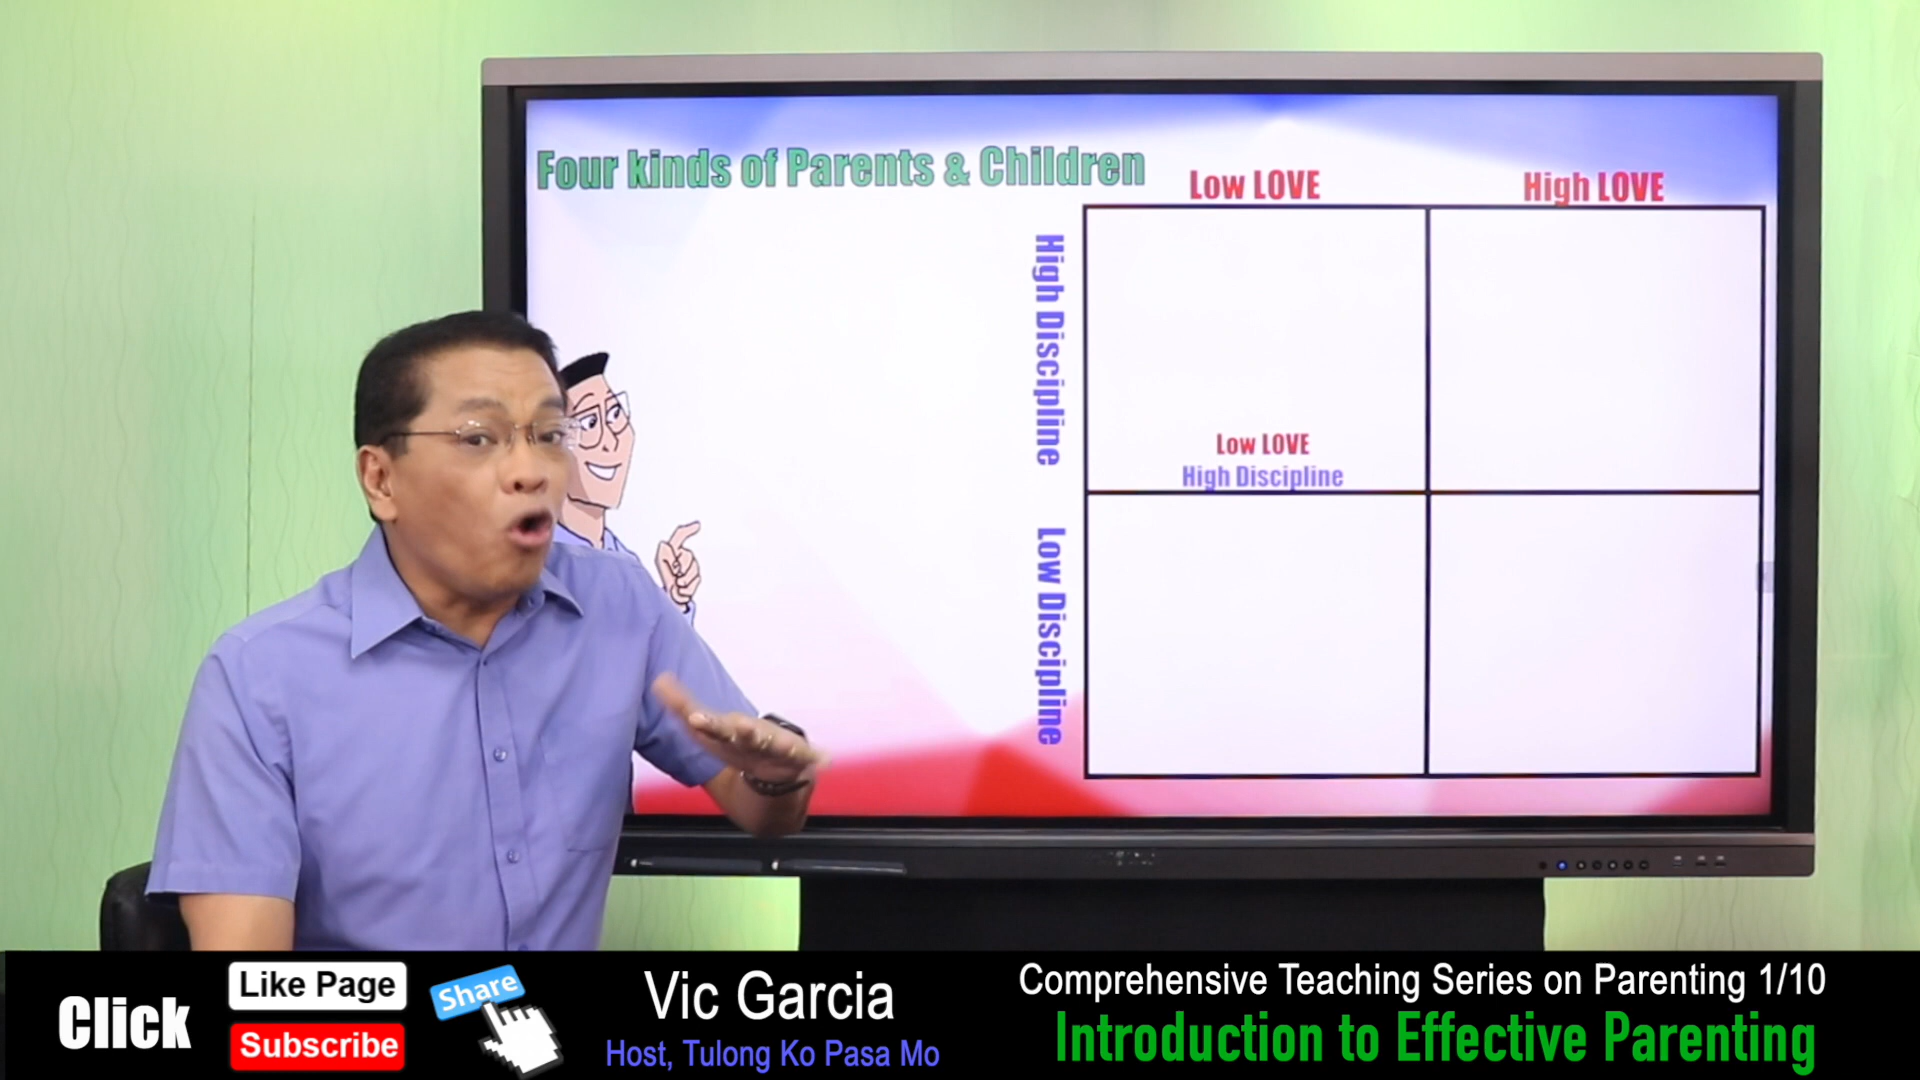 Four kinds of Parents & Children
Low LOVE
High LOVE
High Discipline
Low LOVE
High Discipline
Low Discipline
Click
Like Page
Subscribe
Share
Vic Garcia
Host, Tulong Ko Pasa Mo
Comprehensive Teaching Series on Parenting 1/10
Introduction to Effective Parenting